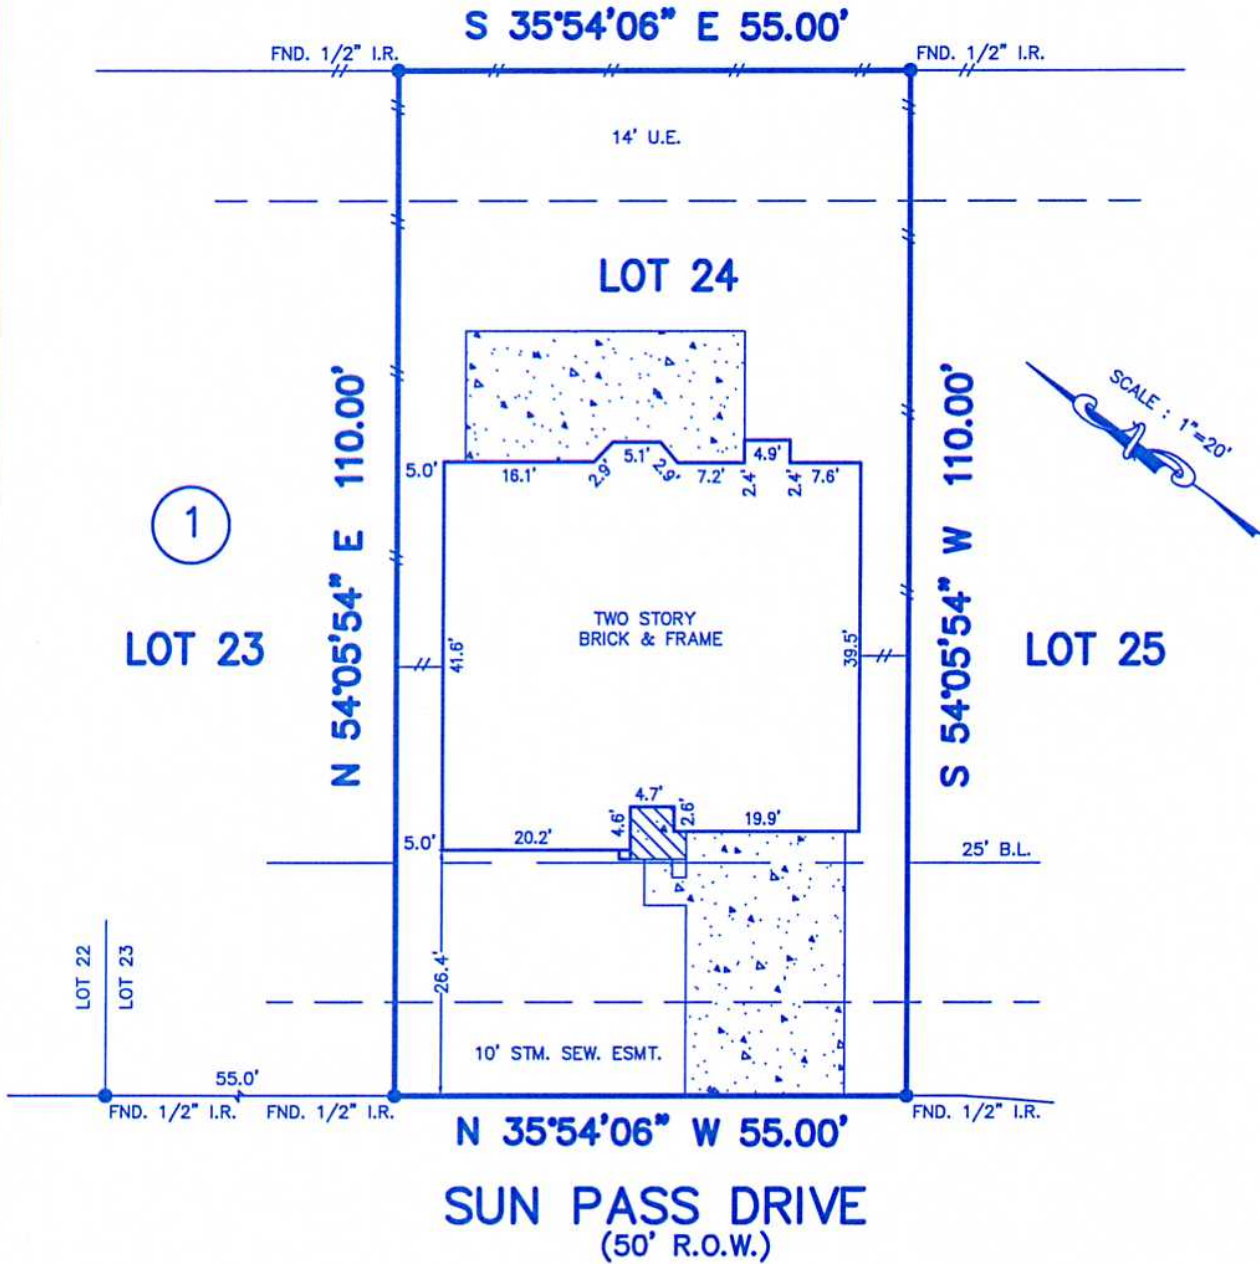 S 35°54'06" E 55.00'
FND. 1/2" I.R.
FND. 1/2" I.R.
14' U.E.
LOT 24
N 54°05'54" E 110.00'
S 54°05'54" W 110.00'
SCALE : 1"=20'
5.0'
16.1'
2.9'
5.1'
2.9'
7.2'
2.4'
4.9'
2.4'
7.6'
1
TWO STORY
BRICK & FRAME
LOT 23
41.6'
39.5'
LOT 25
4.7'
4.6'
2.6'
19.9'
20.2'
5.0'
25' B.L.
LOT 22
LOT 23
26.4'
10' STM. SEW. ESMT.
55.0'
FND. 1/2" I.R.
FND. 1/2" I.R.
FND. 1/2" I.R.
N 35°54'06" W 55.00'
SUN PASS DRIVE
(50' R.O.W.)